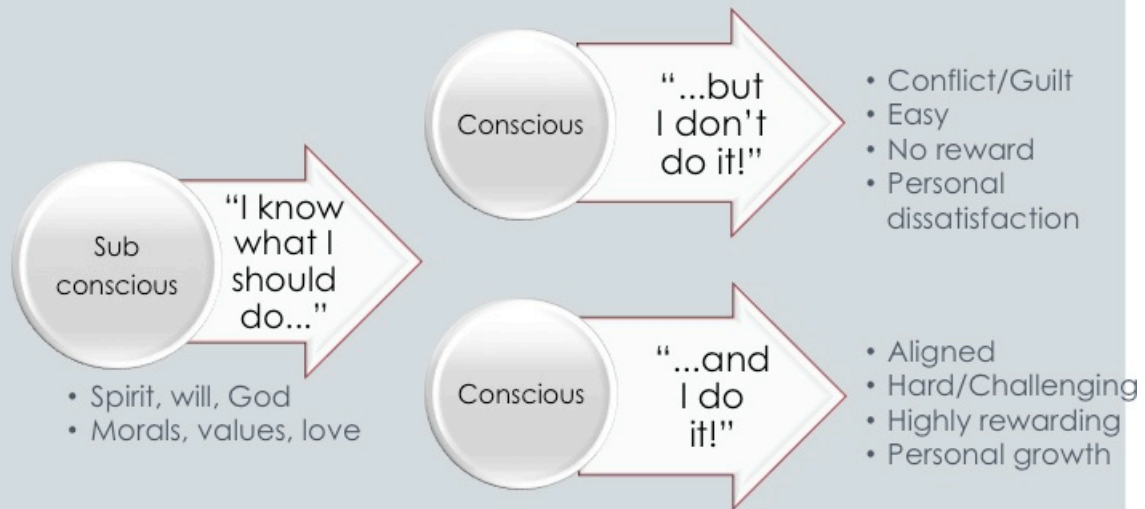 Sub
conscious
“I know
what I
should
do...”
• Spirit, will, God
• Morals, values, love
Conscious
“...but
I don’t
do it!”
• Conflict/Guilt
• Easy
• No reward
• Personal
dissatisfaction
Conscious
“...and
I do
it!”
• Aligned
• Hard/Challenging
• Highly rewarding
• Personal growth